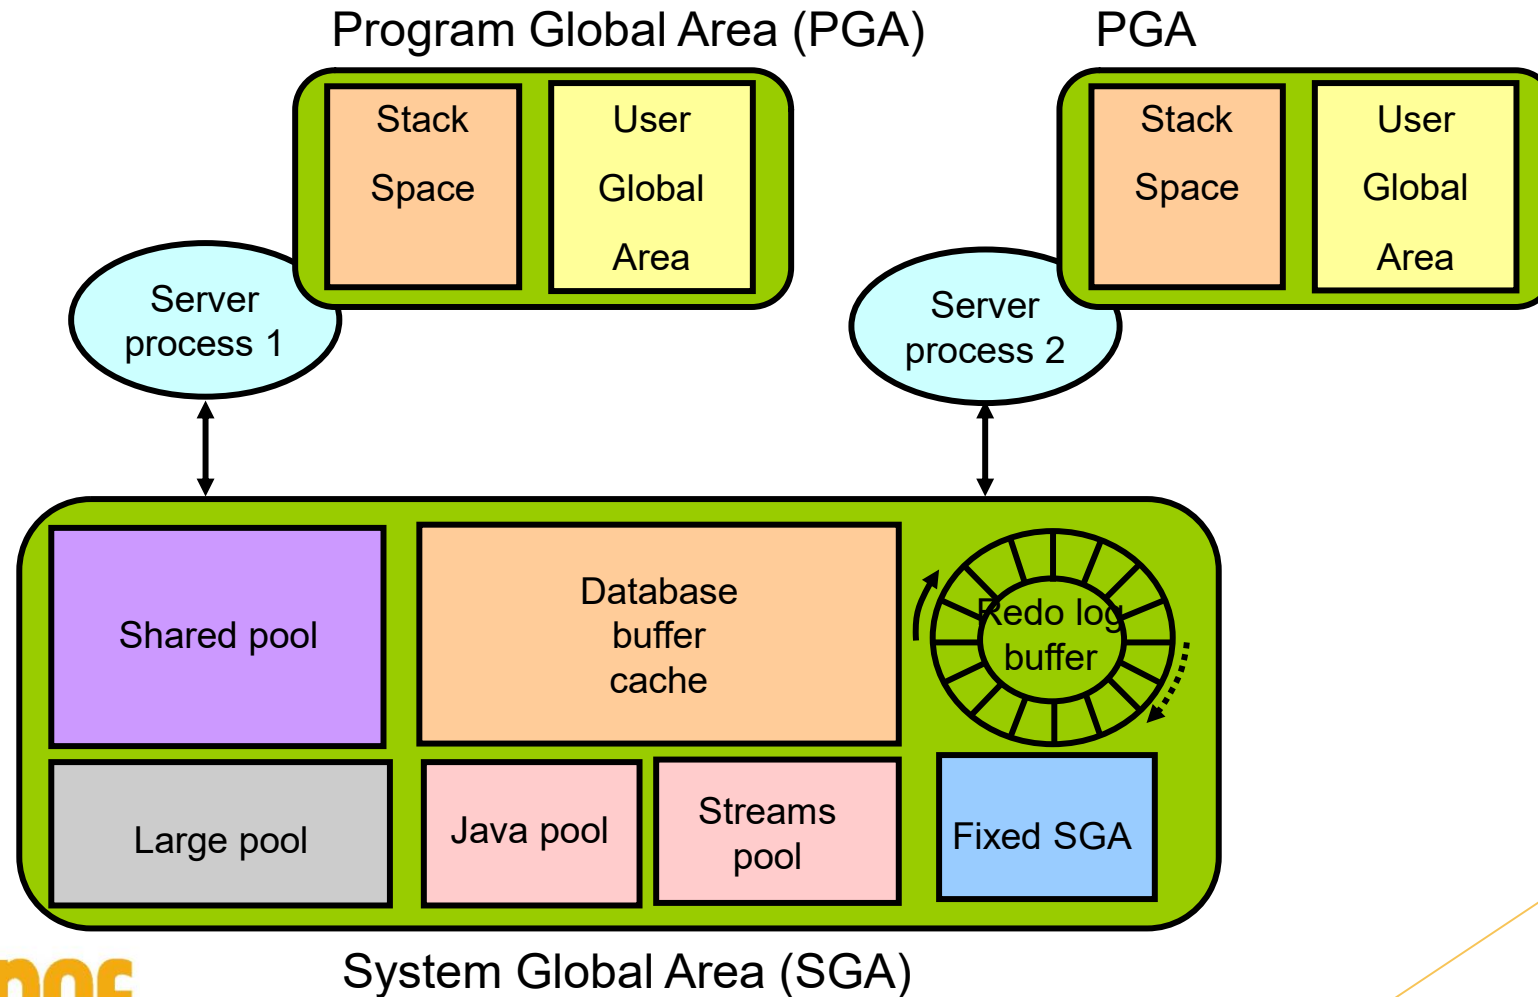 Program Global Area (PGA)
PGA
Stack
Space
User
Global
Area
Stack
Space
User
Global
Area
Server
process 1
Server
process 2
Shared pool
Database
buffer
cache
Redo log
buffer
Large pool
Java pool
Streams
pool
Fixed SGA
System Global Area (SGA)